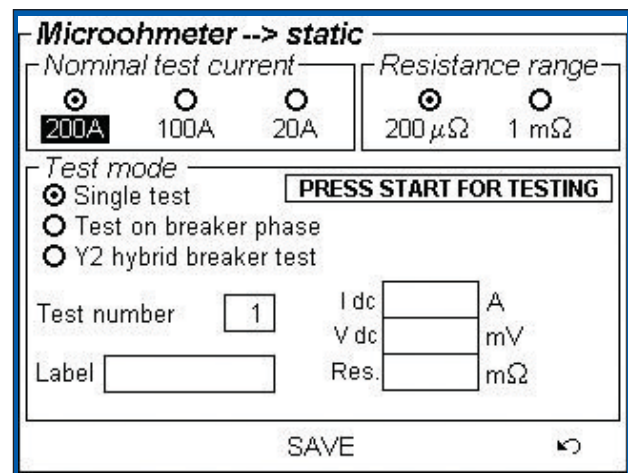 Microohmeter --> static
Nominal test current
Resistance range
200A 100A 20A
200 μΩ 1 mΩ
Test mode
Single test
PRESS START FOR TESTING
Test on breaker phase
Y2 hybrid breaker test
Test number 1
I dc A
V dc mV
Label
Res. mΩ
SAVE